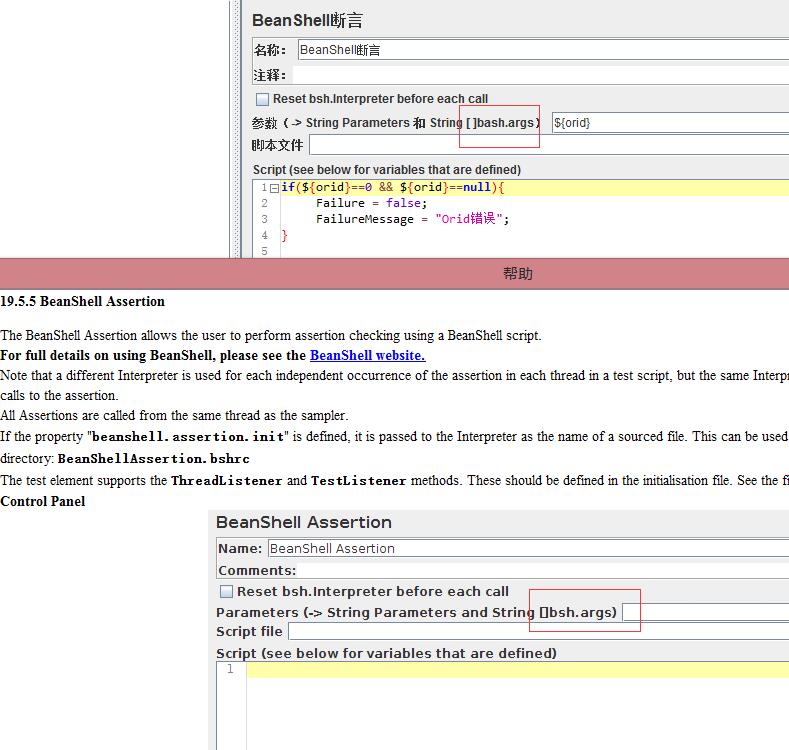 BeanShell断言
名称： BeanShell断言
注释：
Reset bsh.Interpreter before each call
参数（-> String Parameters 和 String [ ]bash.args） ${orid}
脚本文件
Script (see below for variables that are defined)
1 if(${orid}==0 && ${orid}==null){
2 Failure = false;
3 FailureMessage = "Orid错误";
4 }
5
帮助
19.5.5 BeanShell Assertion
The BeanShell Assertion allows the user to perform assertion checking using a BeanShell script.
For full details on using BeanShell, please see the BeanShell website.
Note that a different Interpreter is used for each independent occurrence of the assertion in each thread in a test script, but the same Interpr
calls to the assertion.
All Assertions are called from the same thread as the sampler.
If the property "beanshell.assertion.init" is defined, it is passed to the Interpreter as the name of a sourced file. This can be used
directory: BeanShellAssertion.bshrc
The test element supports the ThreadListener and TestListener methods. These should be defined in the initialisation file. See the fi
Control Panel
BeanShell Assertion
Name: BeanShell Assertion
Comments:
Reset bsh.Interpreter before each call
Parameters (-> String Parameters and String []bsh.args)
Script file
Script (see below for variables that are defined)
1